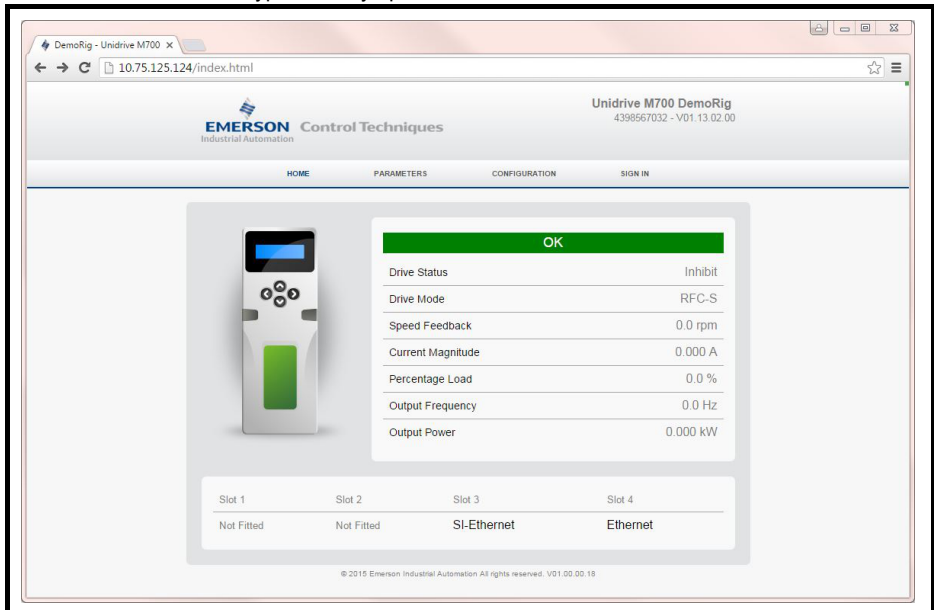 DemoRig - Unidrive M700
10.75.125.124/index.html
EMERSON Control Techniques
Industrial Automation
Unidrive M700 DemoRig
4398567032 - V01.13.02.00
HOME PARAMETERS CONFIGURATION SIGN IN
OK
Drive Status Inhibit
Drive Mode RFC-S
Speed Feedback 0.0 rpm
Current Magnitude 0.000 A
Percentage Load 0.0 %
Output Frequency 0.0 Hz
Output Power 0.000 kW
Slot 1 Slot 2 Slot 3 Slot 4
Not Fitted Not Fitted SI-Ethernet Ethernet
© 2015 Emerson Industrial Automation All rights reserved. V01.00.00.18